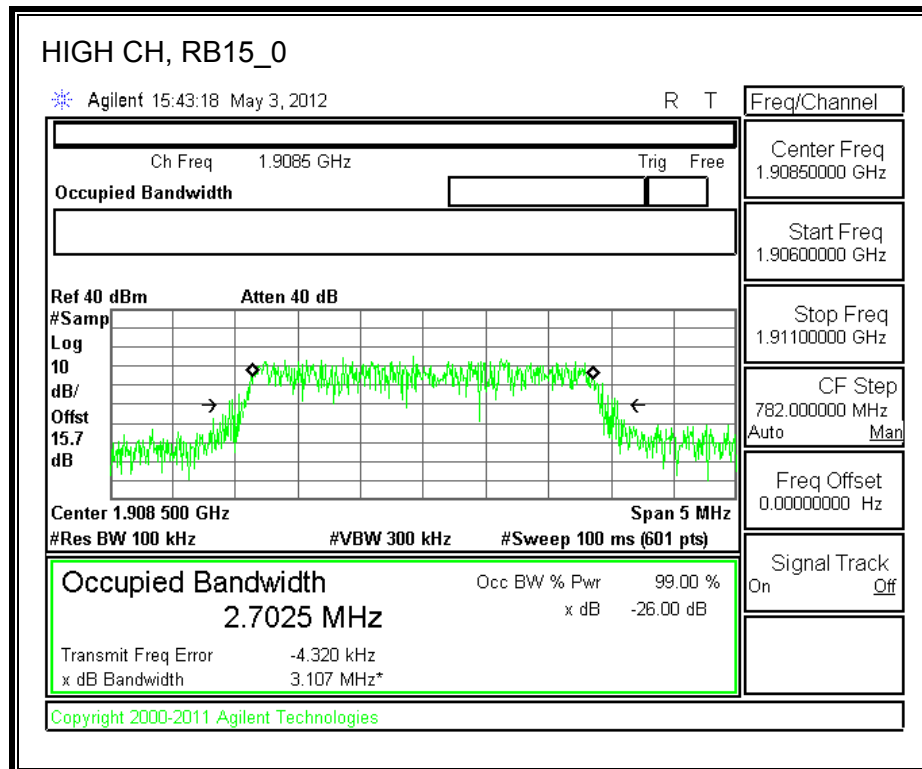 HIGH CH, RB15_0
Agilent 15:43:18 May 3, 2012 R T
Freq/Channel
Ch Freq 1.9085 GHz Trig Free
Occupied Bandwidth
Center Freq
1.90850000 GHz
Start Freq
1.90600000 GHz
Stop Freq
1.91100000 GHz
CF Step
782.000000 MHz
Auto Man
Freq Offset
0.00000000 Hz
Signal Track
On Off
Ref 40 dBm Atten 40 dB
#Samp
Log
10
dB/
Offst
15.7
dB
Center 1.908 500 GHz Span 5 MHz
#Res BW 100 kHz #VBW 300 kHz #Sweep 100 ms (601 pts)
Occupied Bandwidth Occ BW % Pwr 99.00 %
2.7025 MHz x dB -26.00 dB
Transmit Freq Error -4.320 kHz
x dB Bandwidth 3.107 MHz*
Copyright 2000-2011 Agilent Technologies